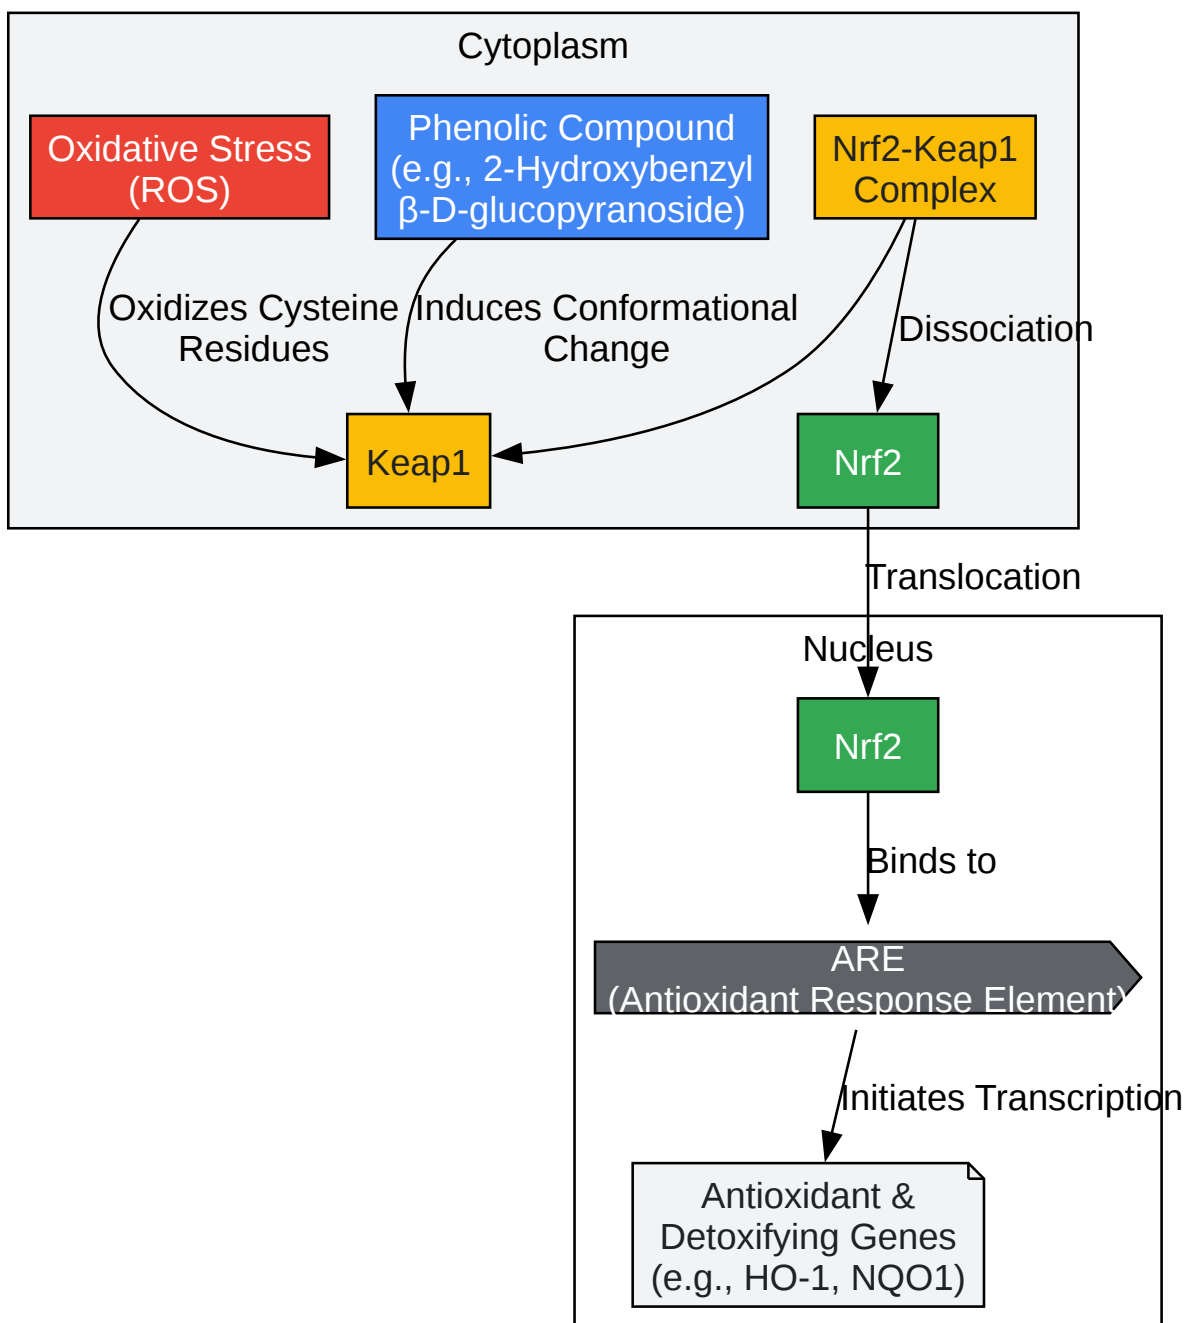 Cytoplasm
Oxidative Stress
(ROS)
Phenolic Compound
(e.g., 2-Hydroxybenzyl
β-D-glucopyranoside)
Nrf2-Keap1
Complex
Oxidizes Cysteine
Residues
Induces Conformational
Change
Dissociation
Keap1
Nrf2
Translocation
Nucleus
Nrf2
Binds to
ARE
(Antioxidant Response Element)
Initiates Transcription
Antioxidant &
Detoxifying Genes
(e.g., HO-1, NQO1)